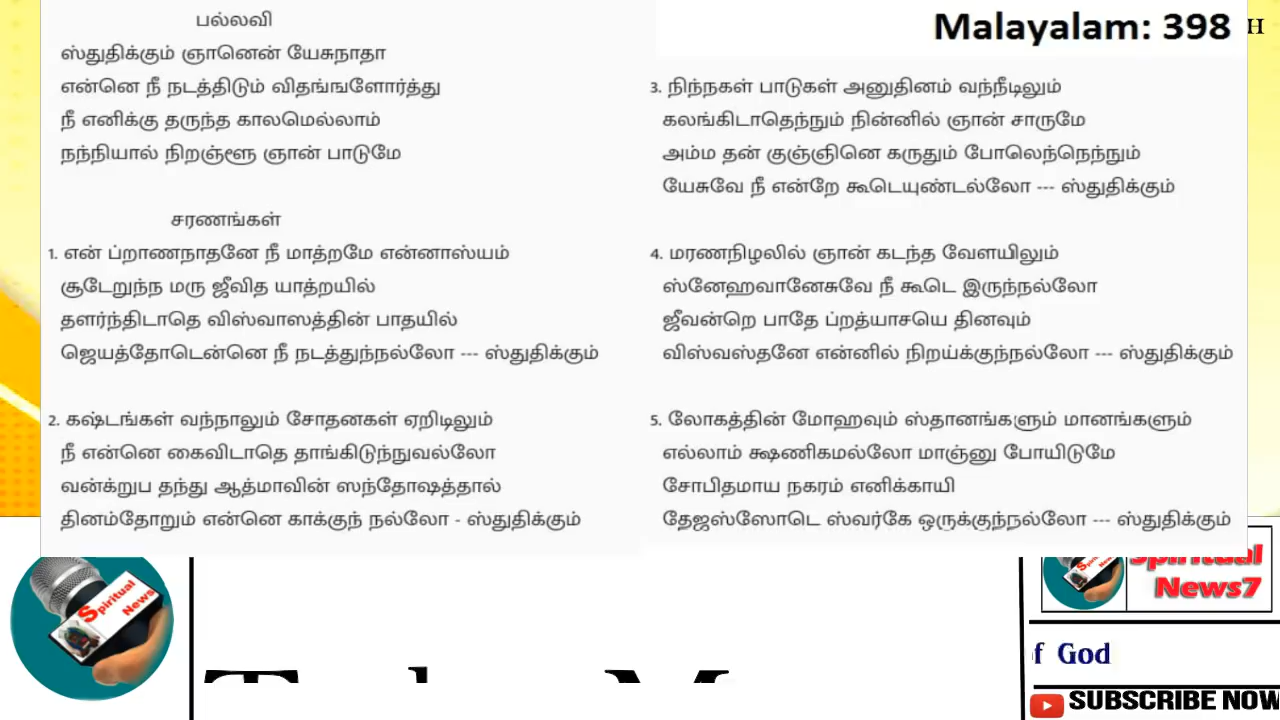 Malayalam: 398
பல்லவி
ஸ்துதிக்கும் ஞானென் யேசுநாதா
என்னெ நீ நடத்திடும் விதங்ஙளோர்த்து
நீ எனிக்கு தருந்த காலமெல்லாம்
நந்நியால் நிறஞ்ளூ ஞான் பாடுமே
சரணங்கள்
1. என் ப்ராணநாதனே நீ மாத்றமே என்னாஸ்யம்
சூடேறுந்ந மரு ஜீவித யாத்றயில்
தளர்ந்திடாதெ விஸ்வாஸத்தின் பாதயில்
ஜெயத்தோடென்னெ நீ நடத்துந்நல்லோ --- ஸ்துதிக்கும்
2. கஷ்டங்கள் வந்நாலும் சோதனகள் ஏறிடிலும்
நீ என்னெ கைவிடாதெ தாங்கிடுந்நுவல்லோ
வன்க்றுப தந்து ஆத்மாவின் ஸந்தோஷத்தால்
தினம்தோறும் என்னெ காக்குந் நல்லோ - ஸ்துதிக்கும்
3. நிந்நகள் பாடுகள் அனுதினம் வந்நீடிலும்
கலங்கிடாதெந்நும் நின்னில் ஞான் சாருமே
அம்ம தன் குஞ்ஞினெ கருதும் போலெந்நெந்நும்
யேசுவே நீ என்றே கூடெயுண்டல்லோ --- ஸ்துதிக்கும்
4. மரணநிழலில் ஞான் கடந்த வேளயிலும்
ஸ்னேஹவானேசுவே நீ கூடெ இருந்நல்லோ
ஜீவன்றெ பாதே ப்றத்யாசயெ தினவும்
விஸ்வஸ்தனே என்னில் நிறய்க்குந்நல்லோ --- ஸ்துதிக்கும்
5. லோகத்தின் மோஹவும் ஸ்தானங்களும் மானங்களும்
எல்லாம் க்ஷணிகமல்லோ மாஞ்னு போயிடுமே
சோபிதமாய நகரம் எனிக்காயி
தேஜஸ்ஸோடெ ஸ்வர்கே ஒருக்குந்நல்லோ --- ஸ்துதிக்கும்
Spiritual
News
Spiritual
News7
of God
SUBSCRIBE NOW